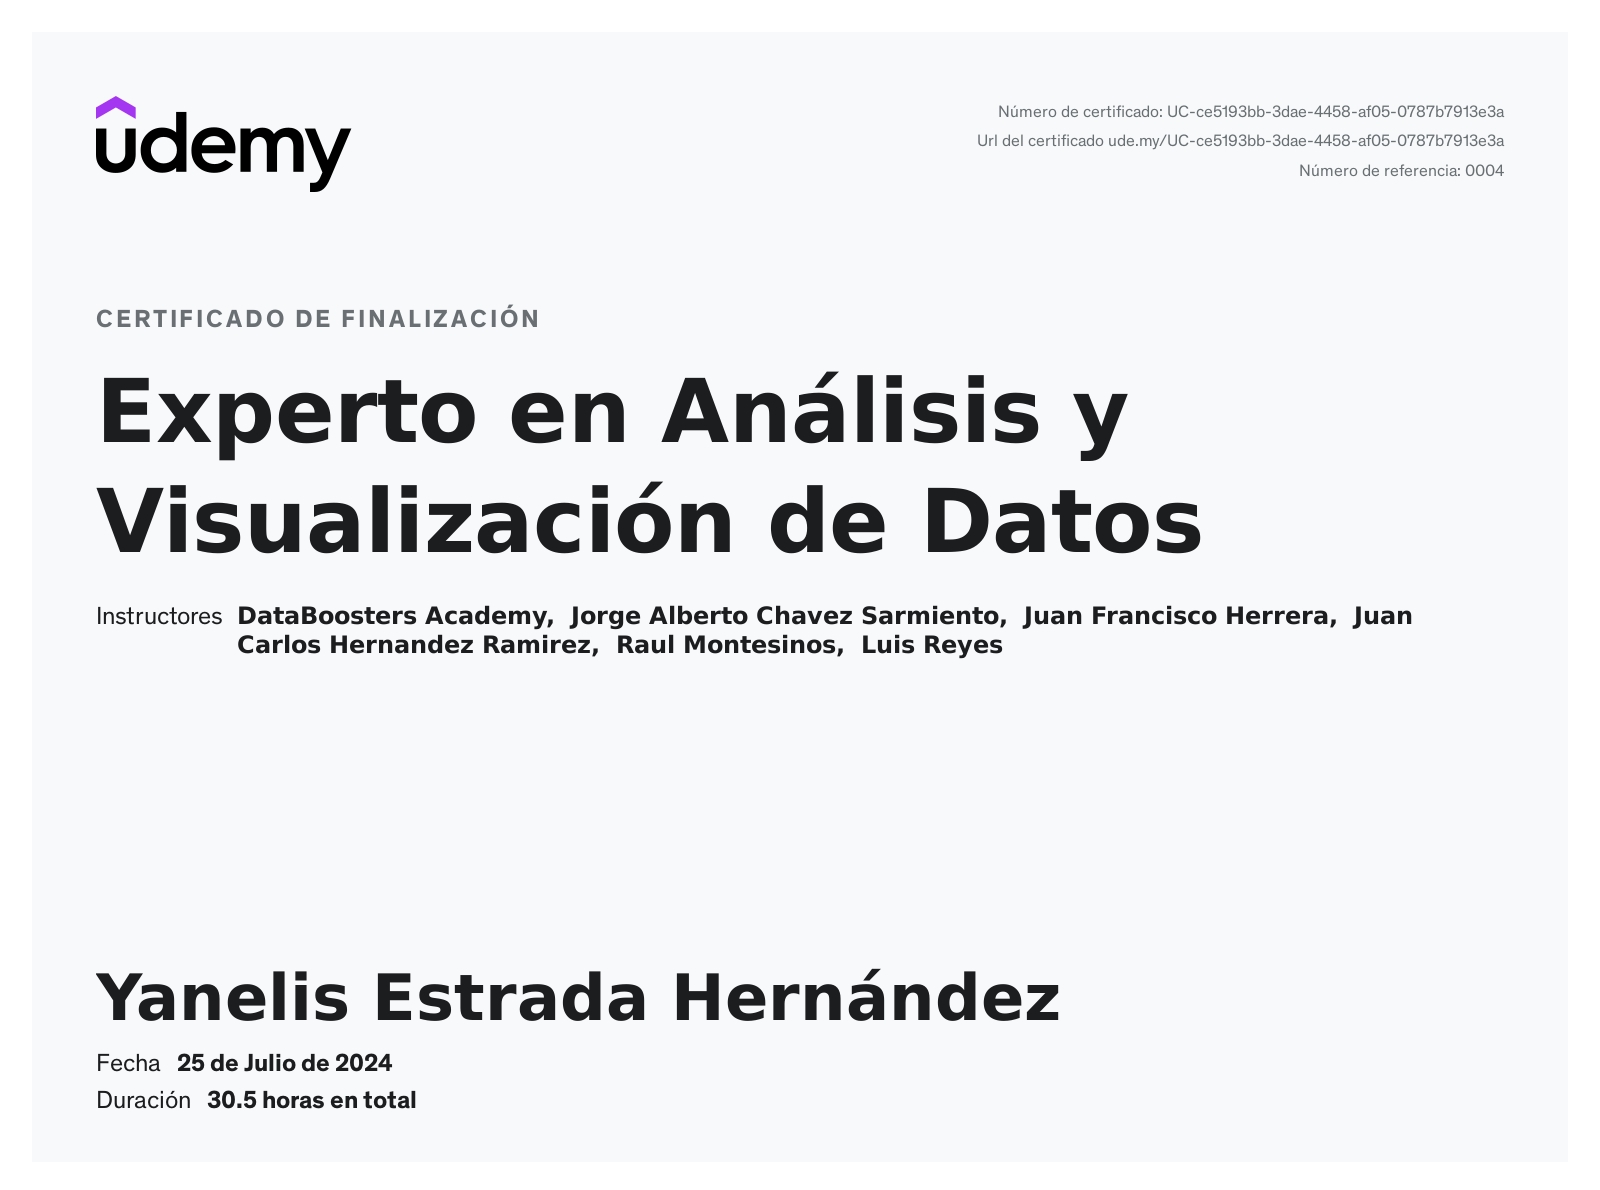 udemy
Número de certificado: UC-ce5193bb-3dae-4458-af05-0787b7913e3a
Url del certificado ude.my/UC-ce5193bb-3dae-4458-af05-0787b7913e3a
Número de referencia: 0004
CERTIFICADO DE FINALIZACIÓN
Experto en Análisis y
Visualización de Datos
Instructores DataBoosters Academy, Jorge Alberto Chavez Sarmiento, Juan Francisco Herrera, Juan
Carlos Hernandez Ramirez, Raul Montesinos, Luis Reyes
Yanelis Estrada Hernández
Fecha 25 de Julio de 2024
Duración 30.5 horas en total